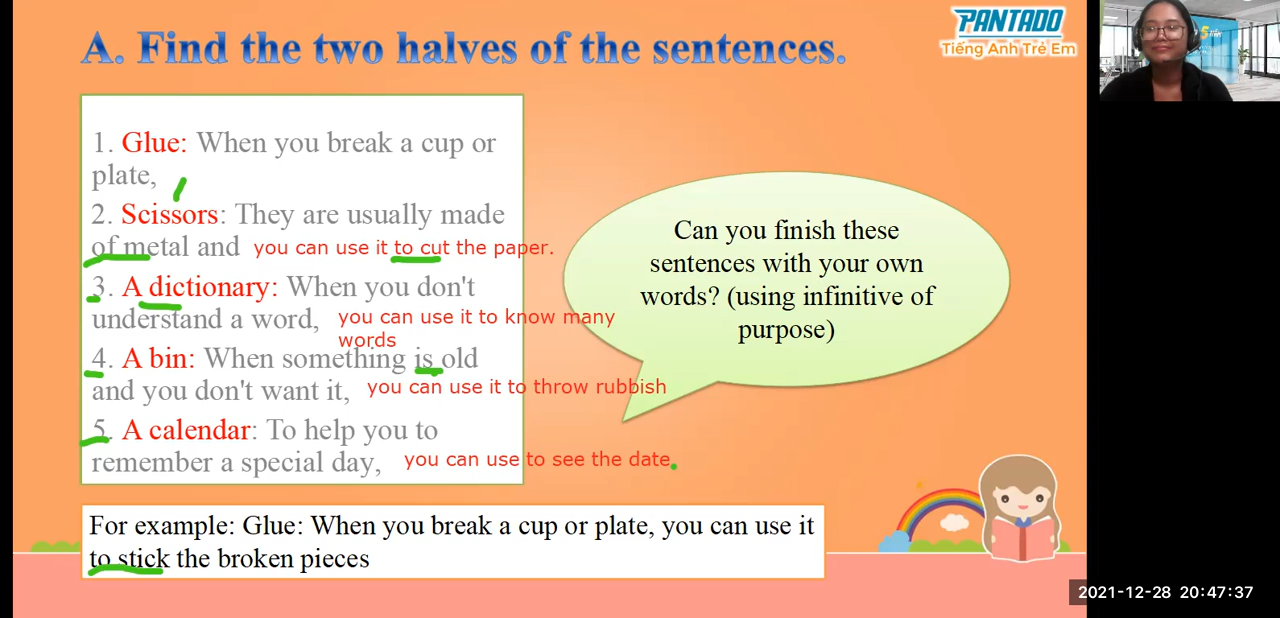 A. Find the two halves of the sentences.
PANTADO
Tiếng Anh Trẻ Em
1. Glue: When you break a cup or
plate,
2. Scissors: They are usually made
of metal and you can use it to cut the paper.
3. A dictionary: When you don't
understand a word, you can use it to know many
words
4. A bin: When something is old
and you don't want it, you can use it to throw rubbish
5. A calendar: To help you to
remember a special day, you can use to see the date.
Can you finish these
sentences with your own
words? (using infinitive of
purpose)
For example: Glue: When you break a cup or plate, you can use it
to stick the broken pieces
2021-12-28 20:47:37